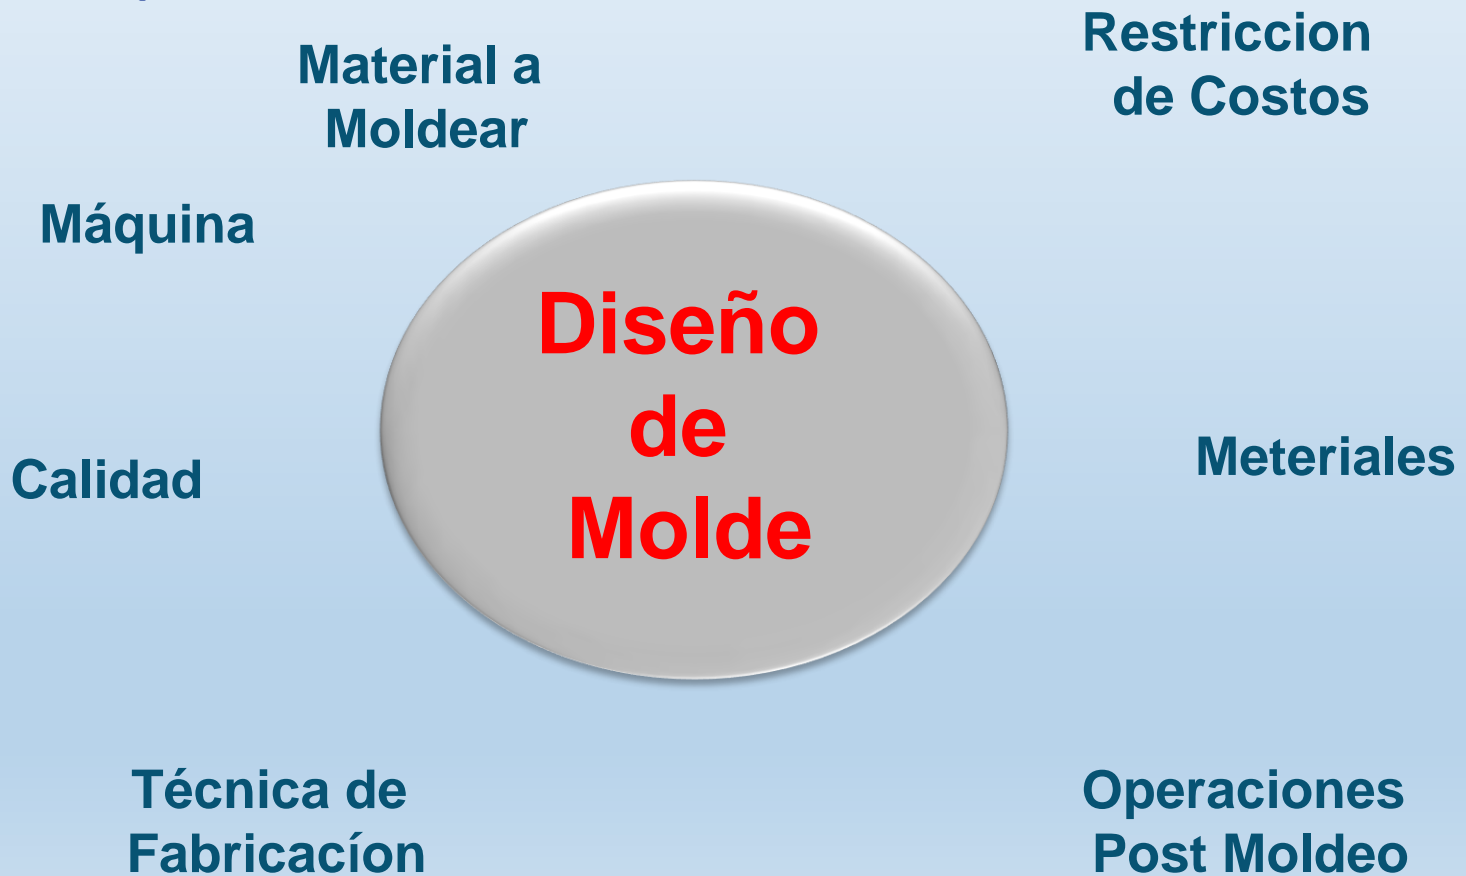 Restriccion
de Costos
Material a
Moldear
Máquina
Diseño
de
Molde
Meteriales
Calidad
Técnica de
Fabricacíon
Operaciones
Post Moldeo